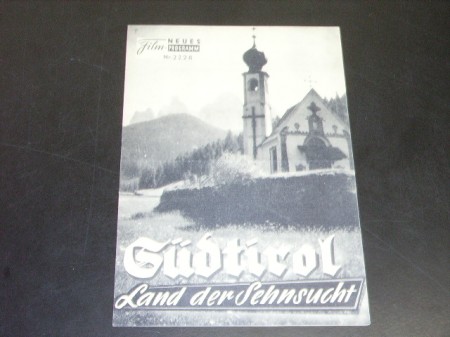 Film NEUES
PROGRAMM
Südtirol
Land der Sehnsucht